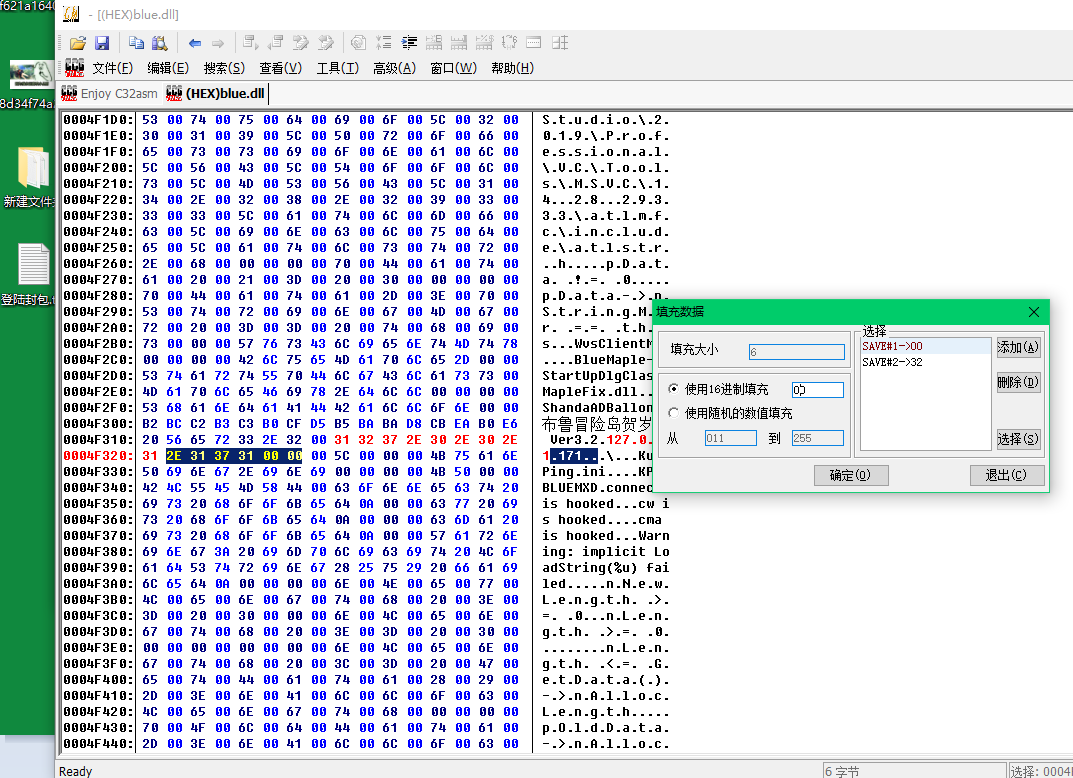 f621a1640
8d34f74a
新建文件
登陆封包.
- [(HEX)blue.dll]
文件(F) 编辑(E) 搜索(S) 查看(V) 工具(T) 高级(A) 窗口(W) 帮助(H)
Enjoy C32asm (HEX)blue.dll
0004F1D0: 53 00 74 00 75 00 64 00 69 00 6F 00 5C 00 32 00 S.t.u.d.i.o.\.2.
0004F1E0: 30 00 31 00 39 00 5C 00 50 00 72 00 6F 00 66 00 0.1.9.\.P.r.o.f.
0004F1F0: 65 00 73 00 73 00 69 00 6F 00 6E 00 61 00 6C 00 e.s.s.i.o.n.a.l.
0004F200: 5C 00 56 00 43 00 5C 00 54 00 6F 00 6F 00 6C 00 \.V.C.\.T.o.o.l.
0004F210: 73 00 5C 00 4D 00 53 00 56 00 43 00 5C 00 31 00 s.\.M.S.V.C.\.1.
0004F220: 34 00 2E 00 32 00 38 00 2E 00 32 00 39 00 33 00 4...2.8...2.9.3.
0004F230: 33 00 33 00 5C 00 61 00 74 00 6C 00 6D 00 66 00 3.3.\.a.t.l.m.f.
0004F240: 63 00 5C 00 69 00 6E 00 63 00 6C 00 75 00 64 00 c.\.i.n.c.l.u.d.
0004F250: 65 00 5C 00 61 00 74 00 6C 00 73 00 74 00 72 00 e.\.a.t.l.s.t.r.
0004F260: 2E 00 68 00 00 00 00 00 70 00 44 00 61 00 74 00 ..h.....p.D.a.t.
0004F270: 61 00 20 00 21 00 3D 00 20 00 30 00 00 00 00 00 a. .!.=. .0.....
0004F280: 70 00 44 00 61 00 74 00 61 00 2D 00 3E 00 70 00 p.D.a.t.a.-.>.p.
0004F290: 53 00 74 00 72 00 69 00 6E 00 67 00 4D 00 67 00 S.t.r.i.n.g.M.
0004F2A0: 72 00 20 00 3D 00 3D 00 20 00 74 00 68 00 69 00 r. .=.=. .t.h.
0004F2B0: 73 00 00 00 57 76 73 43 6C 69 65 6E 74 4D 74 78 s...WvsClientM
0004F2C0: 00 00 00 00 42 6C 75 65 4D 61 70 6C 65 2D 00 00 ....BlueMaple-
0004F2D0: 53 74 61 72 74 55 70 44 6C 67 43 6C 61 73 73 00 StartUpDlgClas
0004F2E0: 4D 61 70 6C 65 46 69 78 2E 64 6C 6C 00 00 00 00 MapleFix.dll..
0004F2F0: 53 68 61 6E 64 61 41 44 42 61 6C 6C 6F 6E 00 00 ShandaADBallon
0004F300: B2 BC C2 B3 C3 B0 CF D5 B5 BA BA D8 CB EA B0 E6 布鲁冒险岛贺岁
0004F310: 20 56 65 72 33 2E 32 00 31 32 37 2E 30 2E 30 2E  Ver3.2.127.0.
0004F320: 31 2E 31 37 31 00 00 00 5C 00 00 00 4B 75 61 6E 1.171...\...Ku
0004F330: 50 69 6E 67 2E 69 6E 69 00 00 00 00 4B 50 00 00 Ping.ini....KP
0004F340: 42 4C 55 45 4D 58 44 00 63 6F 6E 6E 65 63 74 20 BLUEMXD.connec
0004F350: 69 73 20 68 6F 6F 6B 65 64 0A 00 00 63 77 20 69 is hooked...cw i
0004F360: 73 20 68 6F 6F 6B 65 64 0A 00 00 00 63 6D 61 20 s hooked....cma 
0004F370: 69 73 20 68 6F 6F 6B 65 64 0A 00 00 57 61 72 6E is hooked...Warn
0004F380: 69 6E 67 3A 20 69 6D 70 6C 69 63 69 74 20 4C 6F ing: implicit Lo
0004F390: 61 64 53 74 72 69 6E 67 28 25 75 29 20 66 61 69 adString(%u) fai
0004F3A0: 6C 65 64 0A 00 00 00 00 6E 00 4E 00 65 00 77 00 led.....n.N.e.w.
0004F3B0: 4C 00 65 00 6E 00 67 00 74 00 68 00 20 00 3E 00 L.e.n.g.t.h. .>.
0004F3C0: 3D 00 20 00 30 00 00 00 6E 00 4C 00 65 00 6E 00 =. .0...n.L.e.n.
0004F3D0: 67 00 74 00 68 00 20 00 3E 00 3D 00 20 00 30 00 g.t.h. .>.=. .0.
0004F3E0: 00 00 00 00 00 00 00 00 6E 00 4C 00 65 00 6E 00 ........n.L.e.n.
0004F3F0: 67 00 74 00 68 00 20 00 3C 00 3D 00 20 00 47 00 g.t.h. .<.=. .G.
0004F400: 65 00 74 00 44 00 61 00 74 00 61 00 28 00 29 00 e.t.D.a.t.a.(.).
0004F410: 2D 00 3E 00 6E 00 41 00 6C 00 6C 00 6F 00 63 00 -.>.n.A.l.l.o.c.
0004F420: 4C 00 65 00 6E 00 67 00 74 00 68 00 00 00 00 00 L.e.n.g.t.h.....
0004F430: 70 00 4F 00 6C 00 64 00 44 00 61 00 74 00 61 00 p.O.l.d.D.a.t.a.
0004F440: 2D 00 3E 00 6E 00 41 00 6C 00 6C 00 6F 00 63 00 -.>.n.A.l.l.o.c.
填充数据
填充大小 6
使用16进制填充 00
使用随机的数值填充
从 011 到 255
选择
SAVE#1->00
SAVE#2->32
添加(A)
删除(D)
选择(S)
确定(O) 退出(C)
Ready 6 字节 选择: 0004F